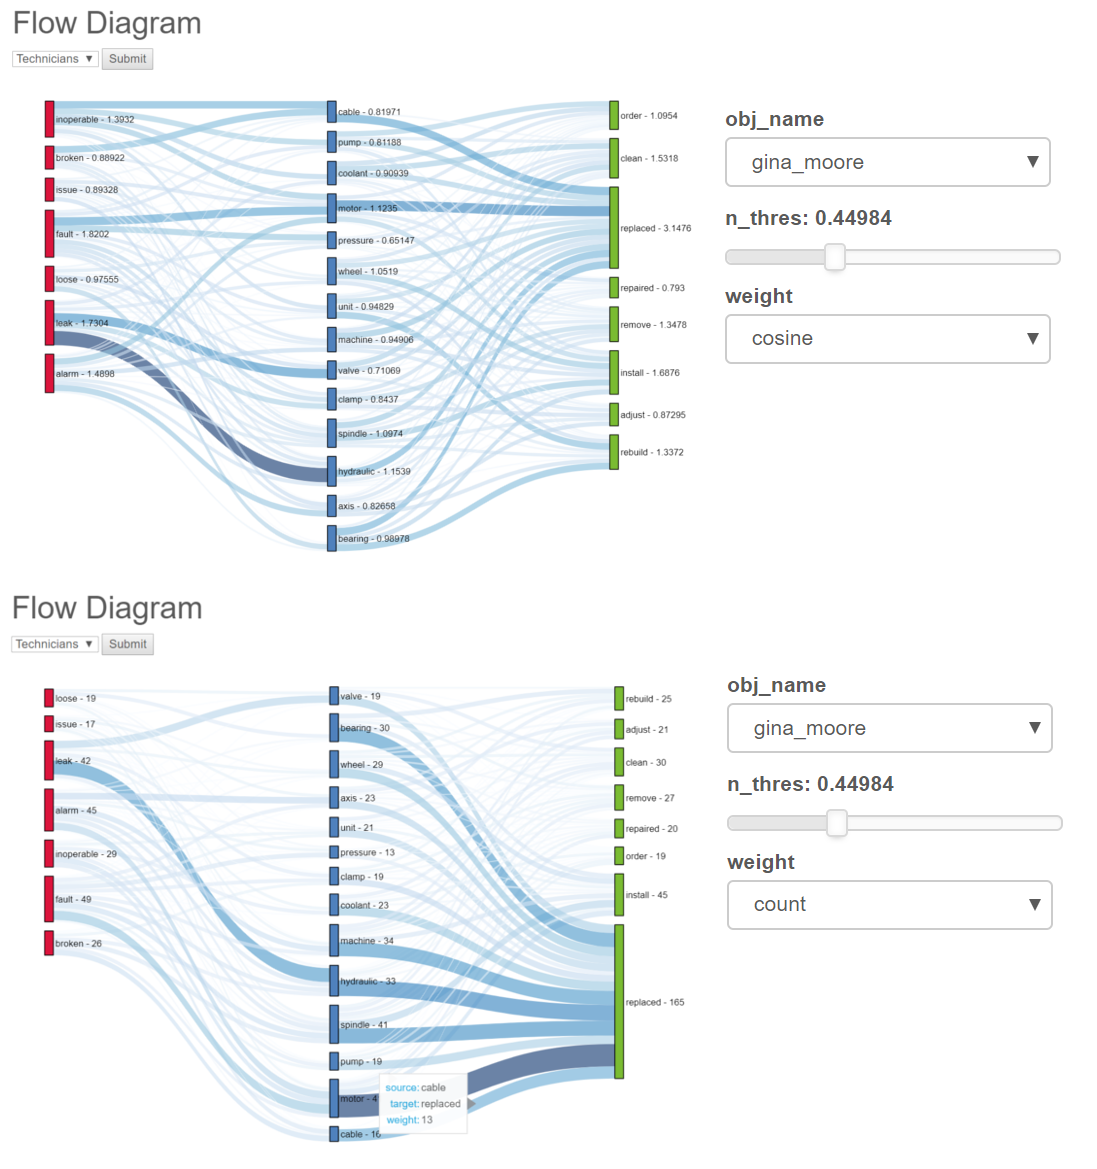 Flow Diagram
Technicians ▼ Submit
inoperable - 1.3932
broken - 0.88922
issue - 0.89328
fault - 1.8202
loose - 0.97555
leak - 1.7304
alarm - 1.4898
cable - 0.81971
pump - 0.81188
coolant - 0.90939
motor - 1.1235
pressure - 0.65147
wheel - 1.0519
unit - 0.94829
machine - 0.94906
valve - 0.71069
clamp - 0.8437
spindle - 1.0974
hydraulic - 1.1539
axis - 0.82658
bearing - 0.98978
order - 1.0954
clean - 1.5318
replaced - 3.1476
repaired - 0.793
remove - 1.3478
install - 1.6876
adjust - 0.87295
rebuild - 1.3372
obj_name
gina_moore ▼
n_thres: 0.44984
weight
cosine ▼
Flow Diagram
Technicians ▼ Submit
loose - 19
issue - 17
leak - 42
alarm - 45
inoperable - 29
fault - 49
broken - 26
valve - 19
bearing - 30
wheel - 29
axis - 23
unit - 21
pressure - 13
clamp - 19
coolant - 23
machine - 34
hydraulic - 33
spindle - 41
pump - 19
motor - 4
cable - 16
source: cable
target: replaced
weight: 13
rebuild - 25
adjust - 21
clean - 30
remove - 27
repaired - 20
order - 19
install - 45
replaced - 165
obj_name
gina_moore ▼
n_thres: 0.44984
weight
count ▼